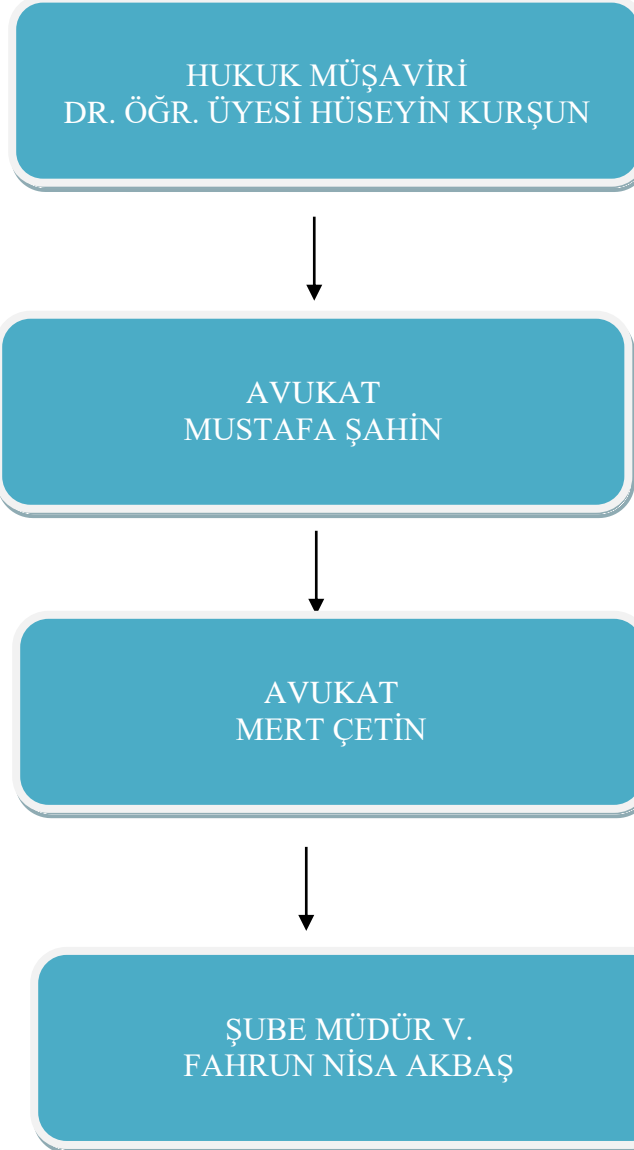 HUKUK MÜŞAVİRİ
DR. ÖĞR. ÜYESİ HÜSEYİN KURŞUN
AVUKAT
MUSTAFA ŞAHİN
AVUKAT
MERT ÇETİN
ŞUBE MÜDÜR V.
FAHRUN NİSA AKBAŞ